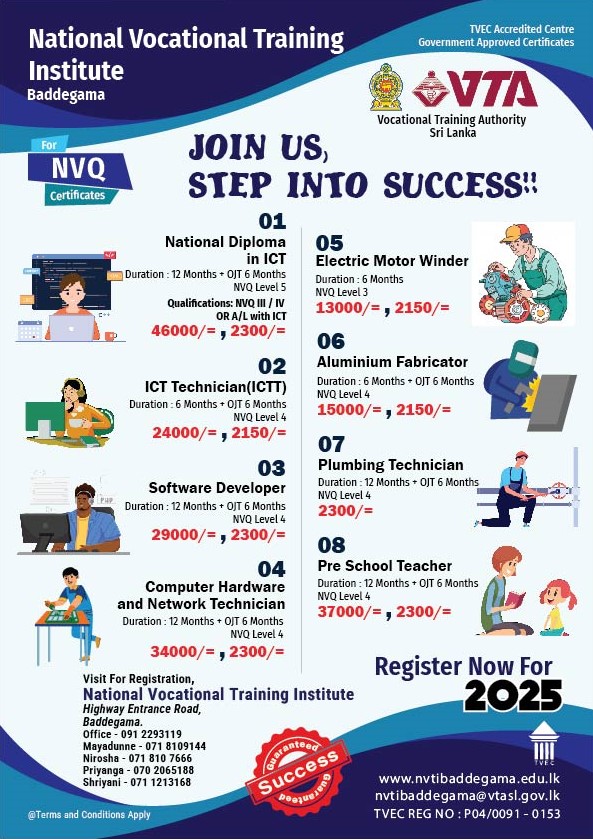 National Vocational Training
Institute
Baddegama
TVEC Accredited Centre
Government Approved Certificates
VTA
Vocational Training Authority
Sri Lanka
For
NVQ
Certificates
JOIN US,
STEP INTO SUCCESS!!
01
National Diploma
in ICT
Duration : 12 Months + OJT 6 Months
NVQ Level 5
Qualifications: NVQ III / IV
OR A/L with ICT
46000/= , 2300/=
02
ICT Technician(ICTT)
Duration : 6 Months + OJT 6 Months
NVQ Level 4
24000/= , 2150/=
03
Software Developer
Duration : 12 Months + OJT 6 Months
NVQ Level 4
29000/= , 2300/=
04
Computer Hardware
and Network Technician
Duration : 12 Months + OJT 6 Months
NVQ Level 4
34000/= , 2300/=
05
Electric Motor Winder
Duration : 6 Months
NVQ Level 3
13000/= , 2150/=
06
Aluminium Fabricator
Duration : 6 Months + OJT 6 Months
NVQ Level 4
15000/= , 2150/=
07
Plumbing Technician
Duration : 12 Months + OJT 6 Months
NVQ Level 4
2300/=
08
Pre School Teacher
Duration : 12 Months + OJT 6 Months
NVQ Level 4
37000/= , 2300/=
Visit For Registration,
National Vocational Training Institute
Highway Entrance Road,
Baddegama.
Office - 091 2293119
Mayadunne - 071 8109144
Nirosha - 071 810 7666
Priyanga - 070 2065188
Shriyani - 071 1213168
@Terms and Conditions Apply
Guaranteed
Success
Guaranteed
Register Now For
2025
TVEC
www.nvtibaddegama.edu.lk
nvtibaddegama@vtasl.gov.lk
TVEC REG NO : P04/0091 - 0153